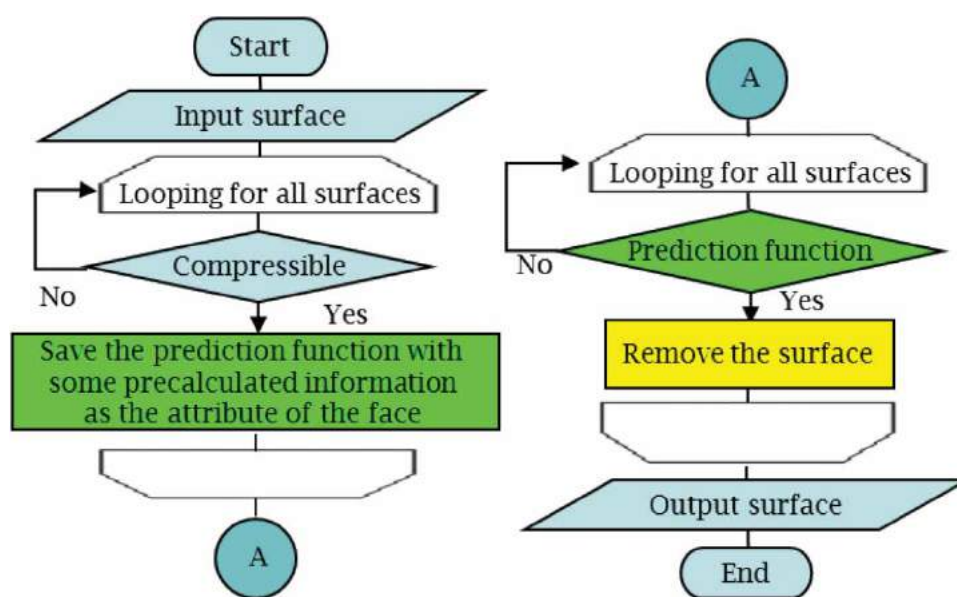 Start
Input surface
Looping for all surfaces
Compressible
No
Yes
Save the prediction function with
some precalculated information
as the attribute of the face
A
A
Looping for all surfaces
Prediction function
No
Yes
Remove the surface
Output surface
End